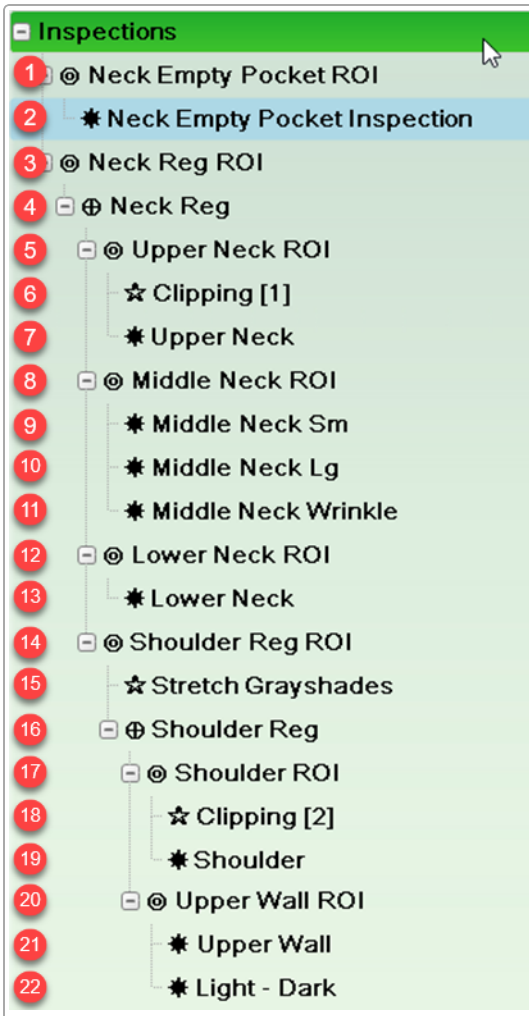 Inspections
1 Neck Empty Pocket ROI
2 Neck Empty Pocket Inspection
3 Neck Reg ROI
4 Neck Reg
5 Upper Neck ROI
6 Clipping [1]
7 Upper Neck
8 Middle Neck ROI
9 Middle Neck Sm
10 Middle Neck Lg
11 Middle Neck Wrinkle
12 Lower Neck ROI
13 Lower Neck
14 Shoulder Reg ROI
15 Stretch Grayshades
16 Shoulder Reg
17 Shoulder ROI
18 Clipping [2]
19 Shoulder
20 Upper Wall ROI
21 Upper Wall
22 Light - Dark